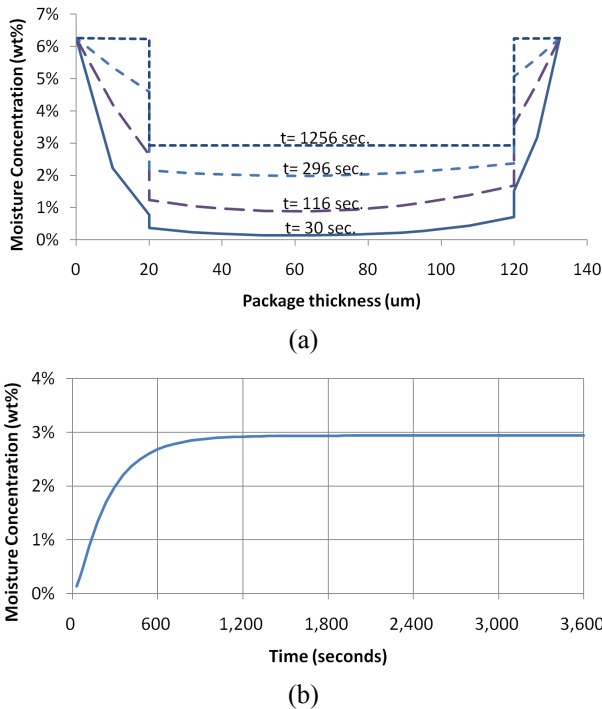 7%
6%
5%
4%
3%
2%
1%
0%
Moisture Concentration (wt%)
t= 1256 sec.
t= 296 sec.
t= 116 sec.
t= 30 sec.
0 20 40 60 80 100 120 140
Package thickness (um)
(a)
4%
3%
2%
1%
0%
Moisture Concentration (wt%)
0 600 1,200 1,800 2,400 3,000 3,600
Time (seconds)
(b)